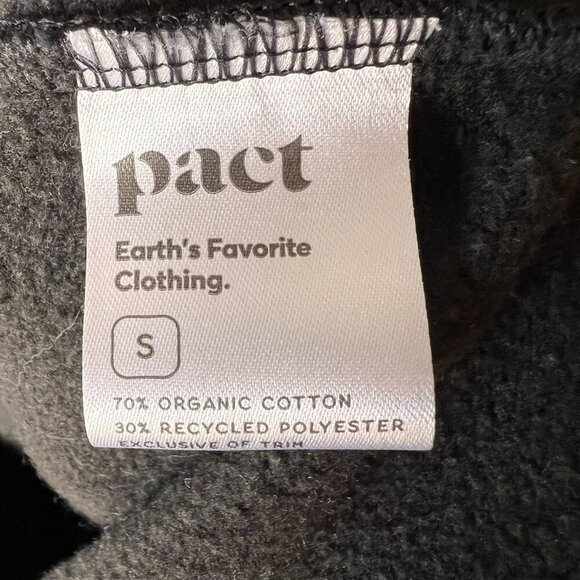 pact
Earth's Favorite
Clothing.
S
70% ORGANIC COTTON
30% RECYCLED POLYESTER
EXCLUSIVE OF TRIM